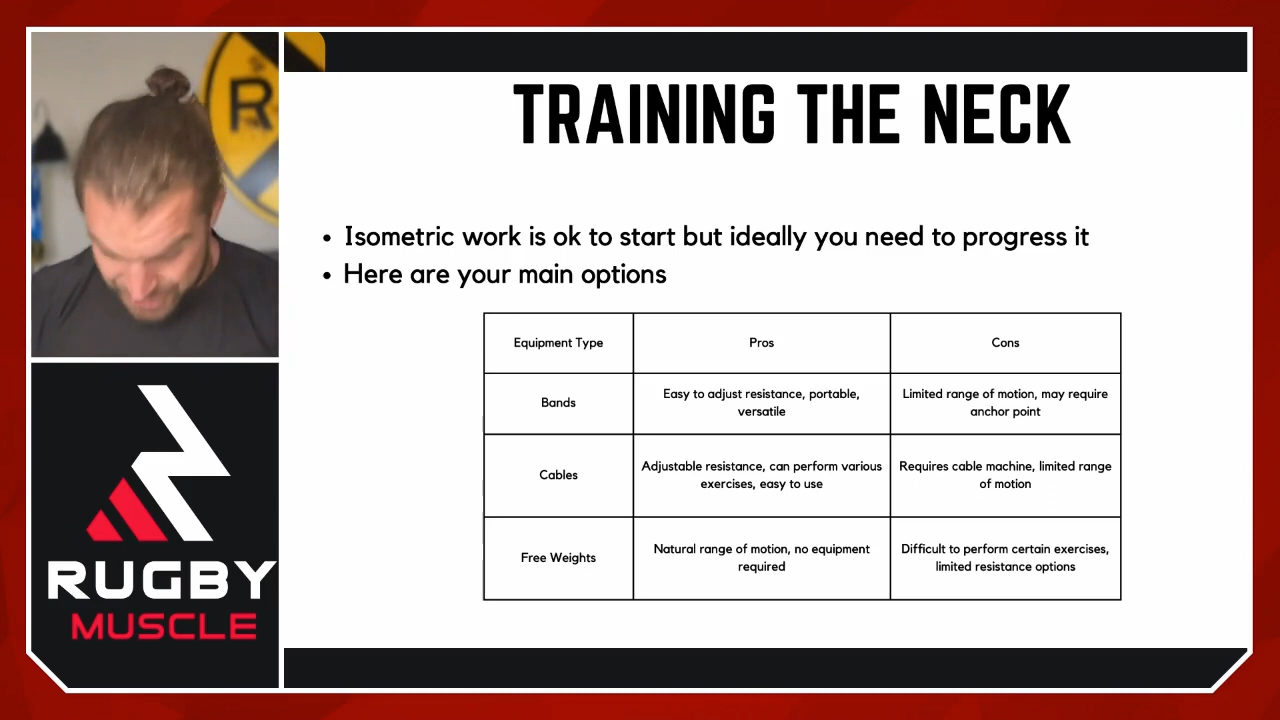 R
TRAINING THE NECK
• Isometric work is ok to start but ideally you need to progress it
• Here are your main options
Equipment Type Pros Cons
Bands
Easy to adjust resistance, portable,
versatile
Limited range of motion, may require
anchor point
Cables
Adjustable resistance, can perform various
exercises, easy to use
Requires cable machine, limited range
of motion
Free Weights
Natural range of motion, no equipment
required
Difficult to perform certain exercises,
limited resistance options
RUGBY
MUSCLE